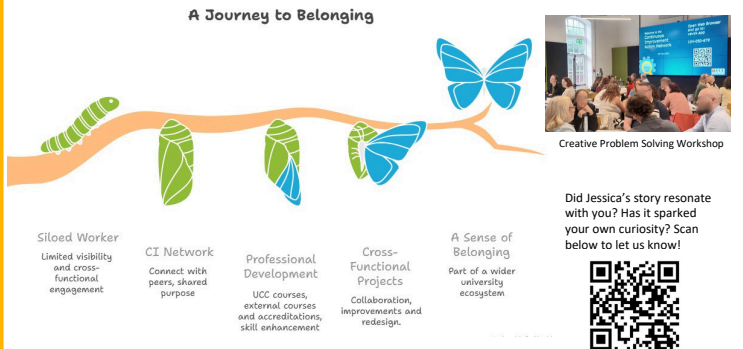 A Journey to Belonging
Creative Problem Solving Workshop
Did Jessica's story resonate
with you? Has it sparked
your own curiosity? Scan
below to let us know!
Siloed Worker
Limited visibility
and cross-
functional
engagement
CI Network
Connect with
peers, shared
purpose
Professional
Development
UCC courses,
external courses
and accreditations,
skill enhancement
Cross-
Functional
Projects
Collaboration,
improvements and
redesign.
A Sense of
Belonging
Part of a wider
university
ecosystem